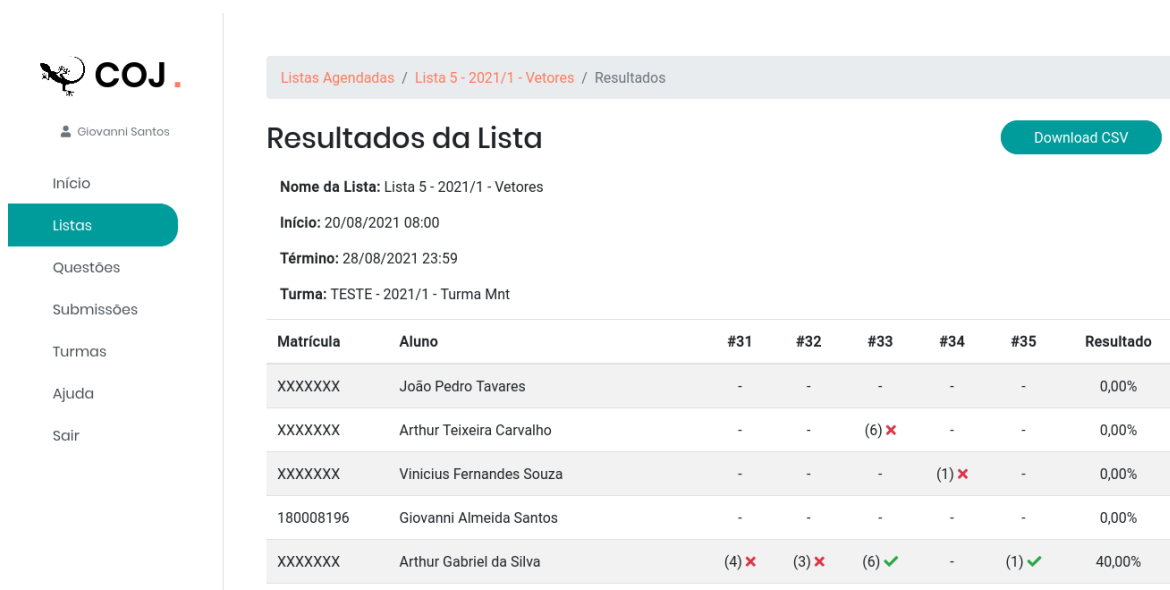 COJ.
Giovanni Santos
Início
Listas
Questões
Submissões
Turmas
Ajuda
Sair
Listas Agendadas / Lista 5 - 2021/1 - Vetores / Resultados
Resultados da Lista
Download CSV
Nome da Lista: Lista 5 - 2021/1 - Vetores
Início: 20/08/2021 08:00
Término: 28/08/2021 23:59
Turma: TESTE - 2021/1 - Turma Mnt
Matrícula Aluno #31 #32 #33 #34 #35 Resultado
XXXXXXX João Pedro Tavares - - - - - 0,00%
XXXXXXX Arthur Teixeira Carvalho - - (6) ✗ - - 0,00%
XXXXXXX Vinicius Fernandes Souza - - - (1) ✗ - 0,00%
180008196 Giovanni Almeida Santos - - - - - 0,00%
XXXXXXX Arthur Gabriel da Silva (4) ✗ (3) ✗ (6) ✓ - (1) ✓ 40,00%